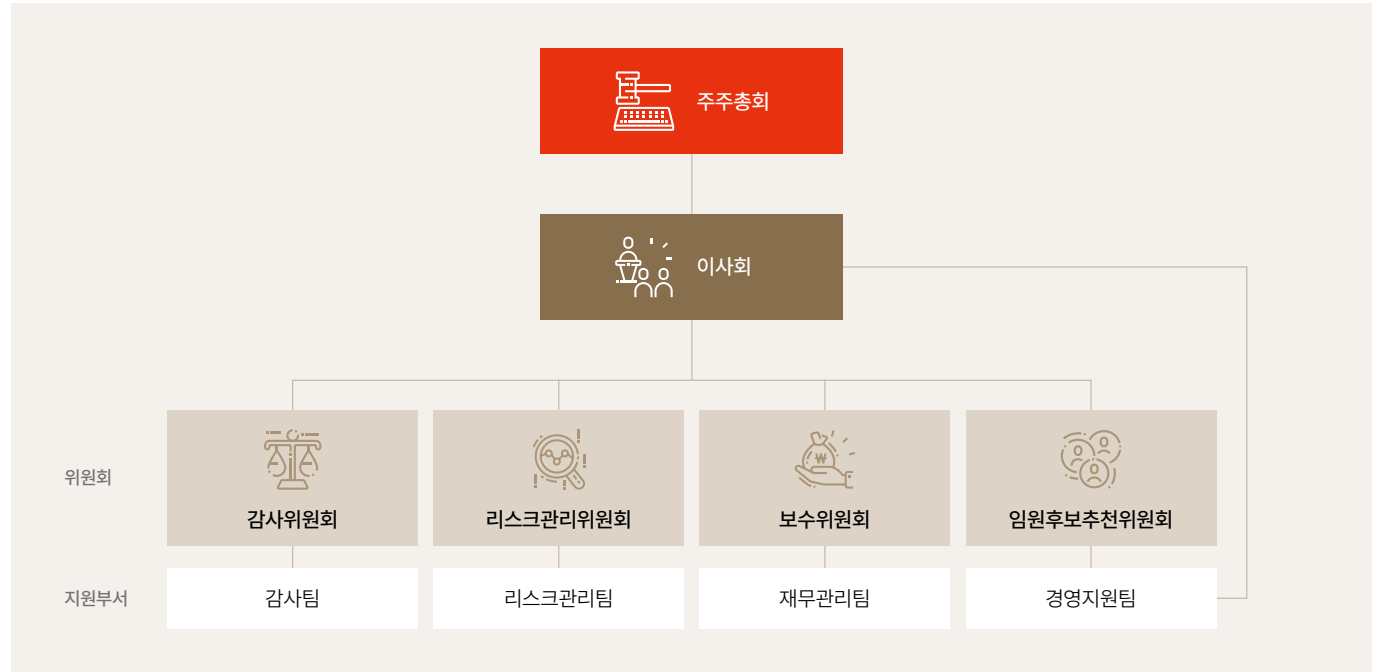 주주총회
이사회
위원회
감사위원회
리스크관리위원회
보수위원회
임원후보추천위원회
지원부서
감사팀
리스크관리팀
재무관리팀
경영지원팀